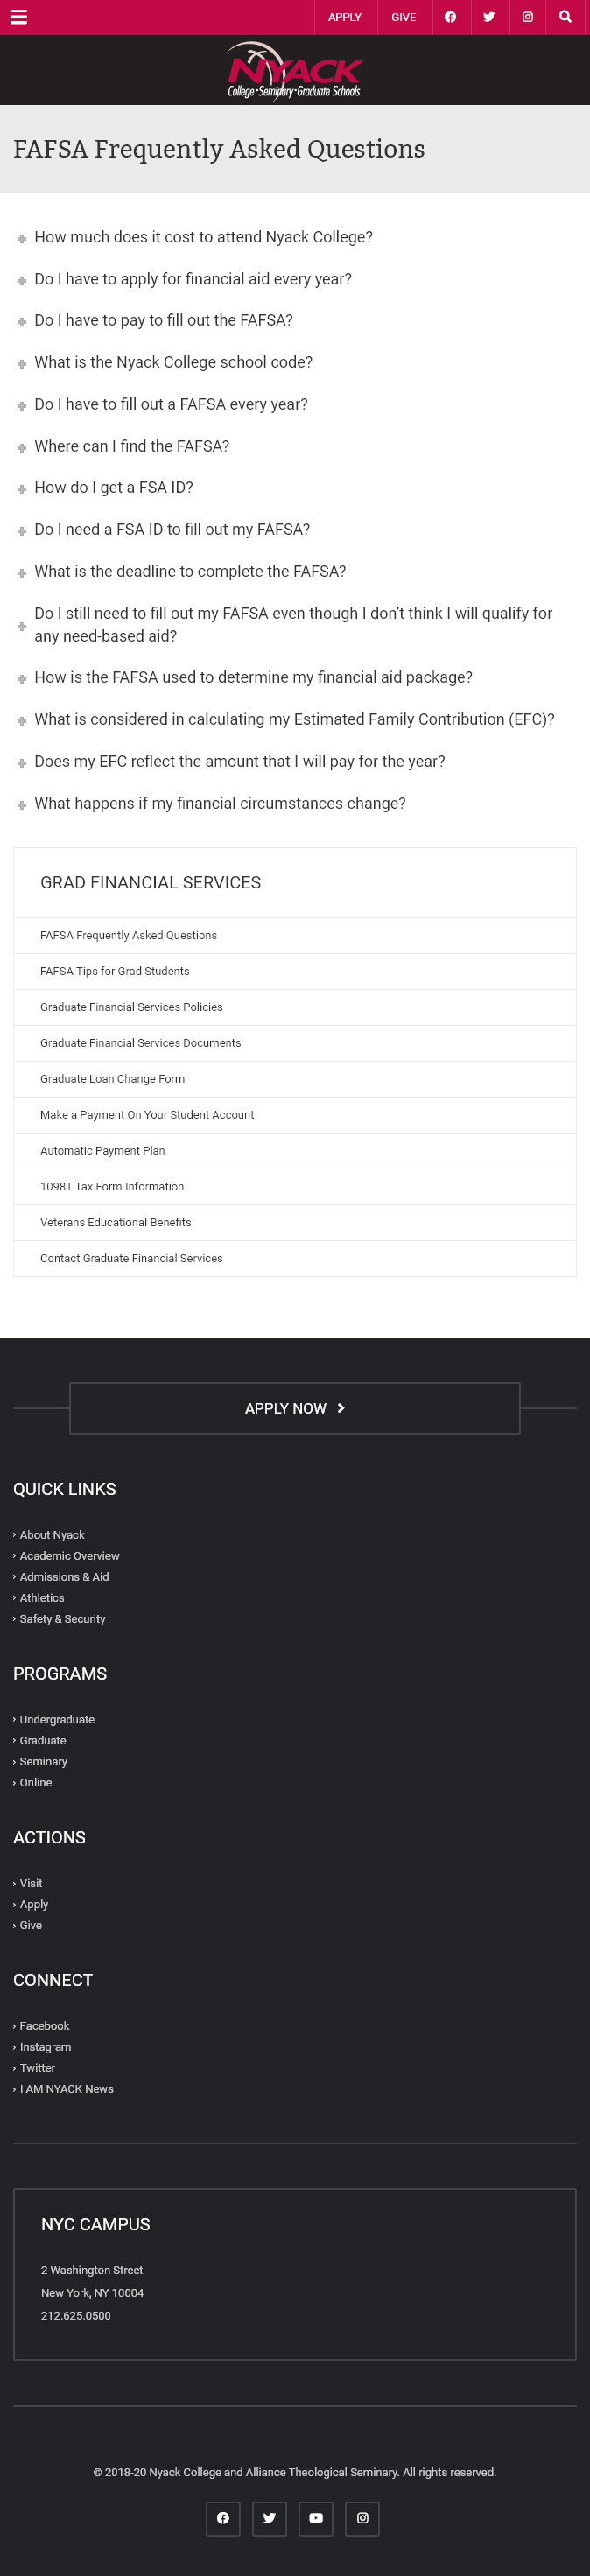 APPLY
GIVE
NYACK
College • Seminary • Graduate Schools
FAFSA Frequently Asked Questions
How much does it cost to attend Nyack College?
Do I have to apply for financial aid every year?
Do I have to pay to fill out the FAFSA?
What is the Nyack College school code?
Do I have to fill out a FAFSA every year?
Where can I find the FAFSA?
How do I get a FSA ID?
Do I need a FSA ID to fill out my FAFSA?
What is the deadline to complete the FAFSA?
Do I still need to fill out my FAFSA even though I don’t think I will qualify for
any need-based aid?
How is the FAFSA used to determine my financial aid package?
What is considered in calculating my Estimated Family Contribution (EFC)?
Does my EFC reflect the amount that I will pay for the year?
What happens if my financial circumstances change?
GRAD FINANCIAL SERVICES
FAFSA Frequently Asked Questions
FAFSA Tips for Grad Students
Graduate Financial Services Policies
Graduate Financial Services Documents
Graduate Loan Change Form
Make a Payment On Your Student Account
Automatic Payment Plan
1098T Tax Form Information
Veterans Educational Benefits
Contact Graduate Financial Services
APPLY NOW
QUICK LINKS
About Nyack
Academic Overview
Admissions & Aid
Athletics
Safety & Security
PROGRAMS
Undergraduate
Graduate
Seminary
Online
ACTIONS
Visit
Apply
Give
CONNECT
Facebook
Instagram
Twitter
I AM NYACK News
NYC CAMPUS
2 Washington Street
New York, NY 10004
212.625.0500
© 2018-20 Nyack College and Alliance Theological Seminary. All rights reserved.